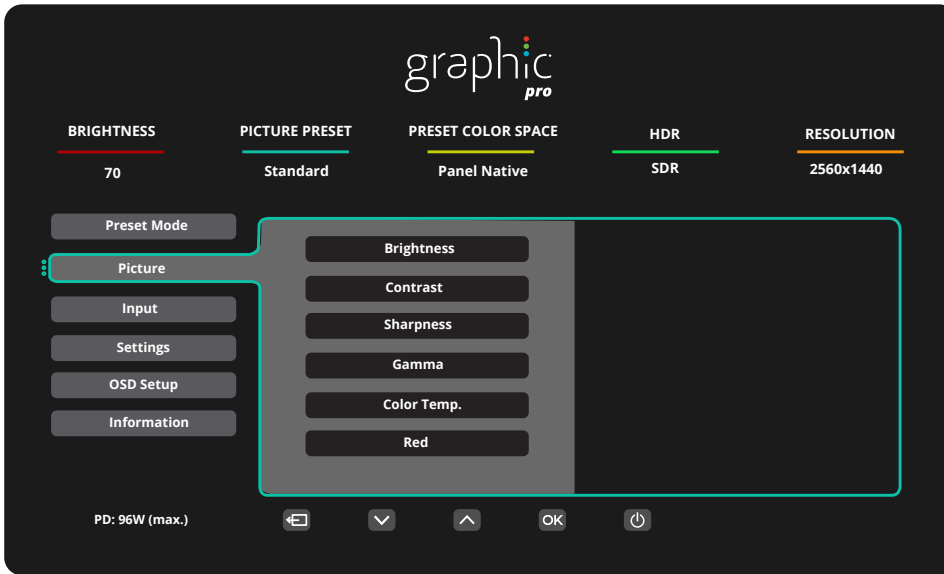 graphic
pro
BRIGHTNESS PICTURE PRESET PRESET COLOR SPACE HDR RESOLUTION
70 Standard Panel Native SDR 2560x1440
Preset Mode
Picture
Input
Settings
OSD Setup
Information
Brightness
Contrast
Sharpness
Gamma
Color Temp.
Red
PD: 96W (max.)
OK